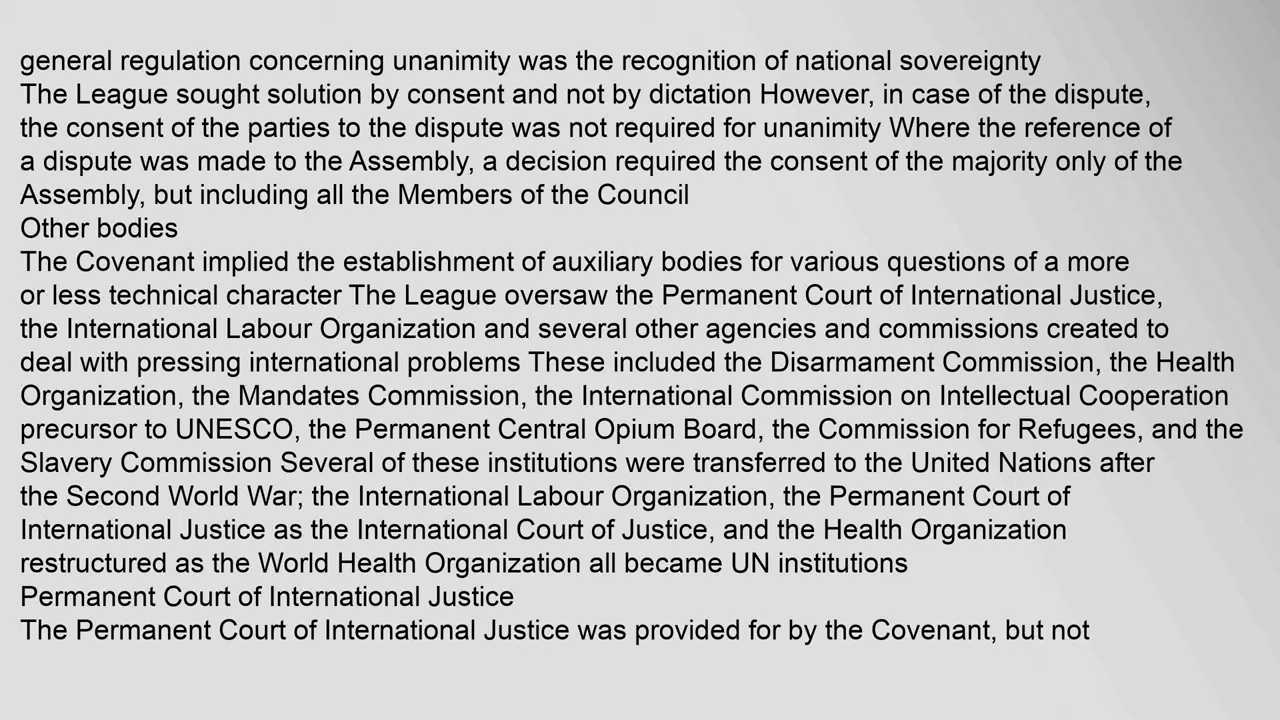 general regulation concerning unanimity was the recognition of national sovereignty
The League sought solution by consent and not by dictation However, in case of the dispute,
the consent of the parties to the dispute was not required for unanimity Where the reference of
a dispute was made to the Assembly, a decision required the consent of the majority only of the
Assembly, but including all the Members of the Council
Other bodies
The Covenant implied the establishment of auxiliary bodies for various questions of a more
or less technical character The League oversaw the Permanent Court of International Justice,
the International Labour Organization and several other agencies and commissions created to
deal with pressing international problems These included the Disarmament Commission, the Health
Organization, the Mandates Commission, the International Commission on Intellectual Cooperation
precursor to UNESCO, the Permanent Central Opium Board, the Commission for Refugees, and the
Slavery Commission Several of these institutions were transferred to the United Nations after
the Second World War; the International Labour Organization, the Permanent Court of
International Justice as the International Court of Justice, and the Health Organization
restructured as the World Health Organization all became UN institutions
Permanent Court of International Justice
The Permanent Court of International Justice was provided for by the Covenant, but not